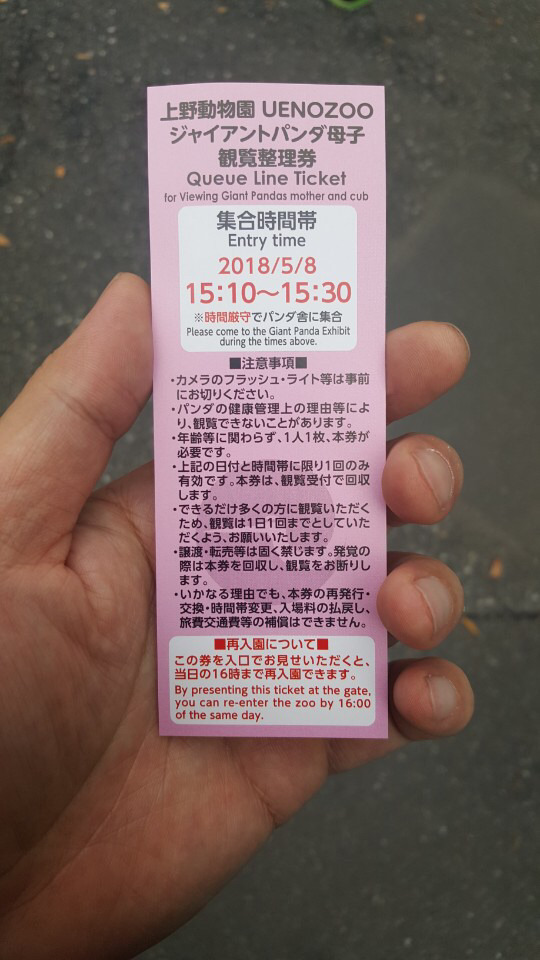 上野動物園 UENOZOO
ジャイアントパンダ母子
観覧整理券
Queue Line Ticket
for Viewing Giant Pandas mother and cub
集合時間帯
Entry time
2018/5/8
15:10～15:30
※時間厳守でパンダ舎に集合
Please come to the Giant Panda Exhibit
during the times above.
■注意事項■
・カメラのフラッシュ・ライト等は事前
にお切りください。
・パンダの健康管理上の理由等によ
り、観覧できないことがあります。
・年齢等に関わらず、1人1枚、本券が
必要です。
・上記の日付と時間帯に限り1回のみ
有効です。本券は、観覧受付で回収
します。
・できるだけ多くの方に観覧いただく
ため、観覧は1日1回までとしていた
だくよう、お願いいたします。
・譲渡・転売等は固く禁じます。発覚の
際は本券を回収し、観覧をお断りし
ます。
・いかなる理由でも、本券の再発行・
交換・時間帯変更、入場料の払戻し、
旅費交通費等の補償はできません。
■再入園について■
この券を入口でお見せいただくと、
当日の16時まで再入園できます。
By presenting this ticket at the gate,
you can re-enter the zoo by 16:00
of the same day.